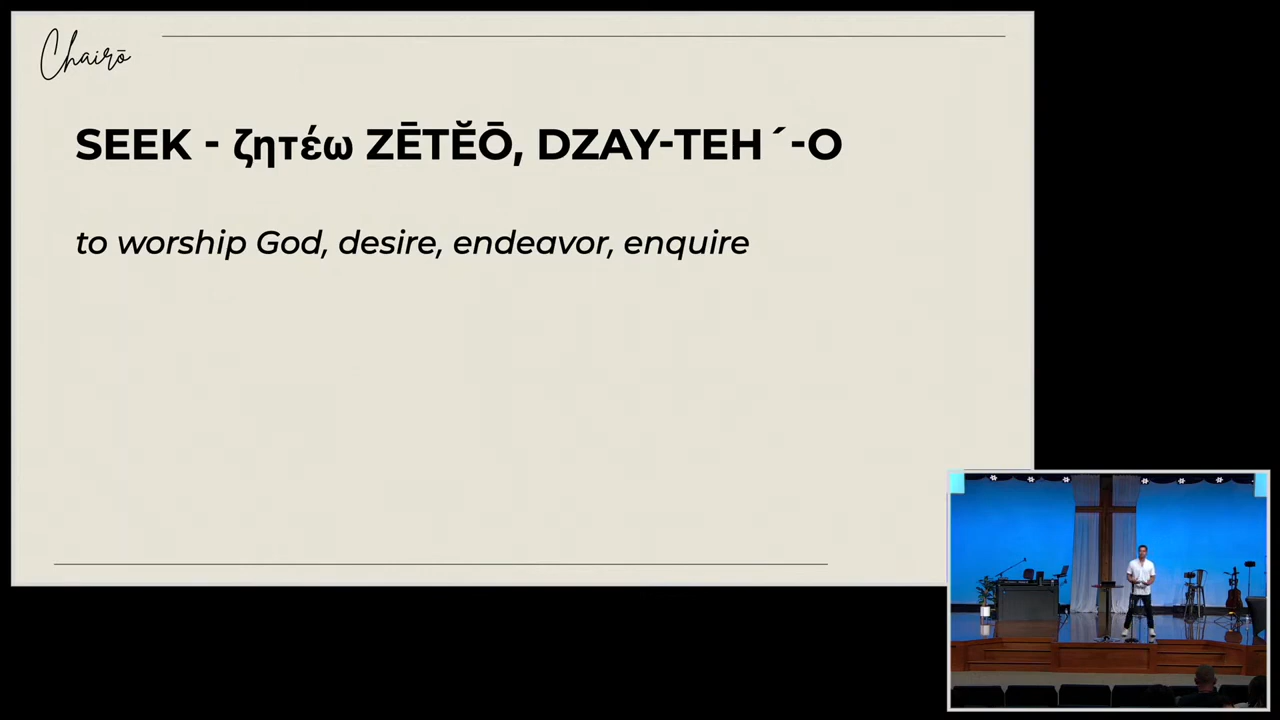 Chairō
SEEK - ζητέω ZĒTĔŌ, DZAY-TEH´-O
to worship God, desire, endeavor, enquire